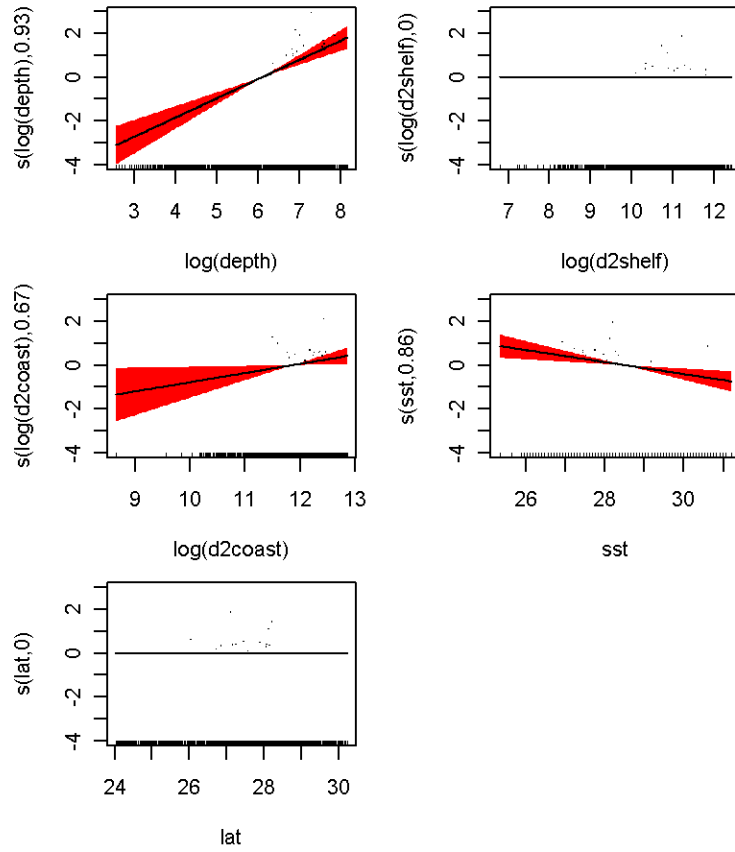 s(log(depth),0.93)
2
0
-2
-4
3 4 5 6 7 8
log(depth)
s(log(d2shelf),0)
2
0
-2
-4
7 8 9 10 11 12
log(d2shelf)
s(log(d2coast),0.67)
2
0
-2
-4
9 10 11 12 13
log(d2coast)
s(sst,0.86)
2
0
-2
-4
26 28 30
sst
s(lat,0)
2
0
-2
-4
24 26 28 30
lat